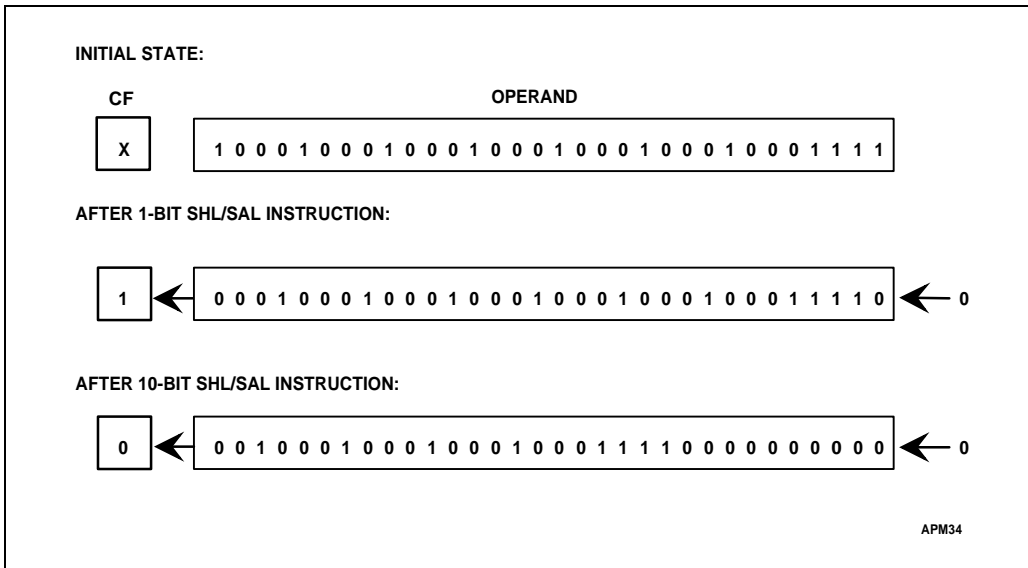 INITIAL STATE:
CF OPERAND
X 1 0 0 0 1 0 0 0 1 0 0 0 1 0 0 0 1 0 0 0 1 0 0 0 1 0 0 0 1 1 1 1
AFTER 1-BIT SHL/SAL INSTRUCTION:
1 0 0 0 1 0 0 0 1 0 0 0 1 0 0 0 1 0 0 0 1 0 0 0 1 0 0 0 1 1 1 1 0 0
AFTER 10-BIT SHL/SAL INSTRUCTION:
0 0 0 1 0 0 0 1 0 0 0 1 0 0 0 1 0 0 0 1 1 1 1 0 0 0 0 0 0 0 0 0 0 0
APM34